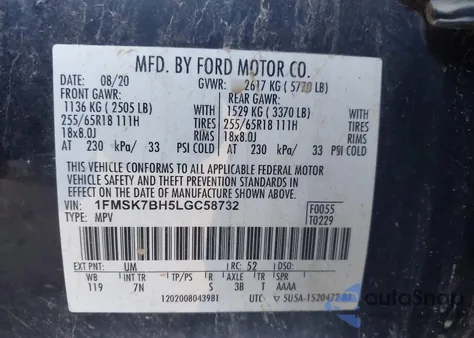 MFD. BY FORD MOTOR CO.
DATE: 08/20 GVWR: 2617 KG ( 5770 LB)
FRONT GAWR: REAR GAWR:
1136 KG ( 2505 LB) WITH 1529 KG ( 3370 LB) WITH
255/65R18 111H TIRES 255/65R18 111H TIRES
18x8.0J RIMS 18x8.0J RIMS
AT 230 kPa/ 33 PSI COLD AT 230 kPa/ 33 PSI COLD
THIS VEHICLE CONFORMS TO ALL APPLICABLE FEDERAL MOTOR
VEHICLE SAFETY AND THEFT PREVENTION STANDARDS IN
EFFECT ON THE DATE OF MANUFACTURE SHOWN ABOVE.
VIN: 1FMSK7BH5LGC58732 F0055
TYPE: MPV T0229
EXT PNT: UM RC: 52 DSO:
WB INT TR TP/PS R AXLE TR SPR
119 7N S 3B T AAAA
1202008043981 UTC 5U5A-1520472-BA
autoSnap